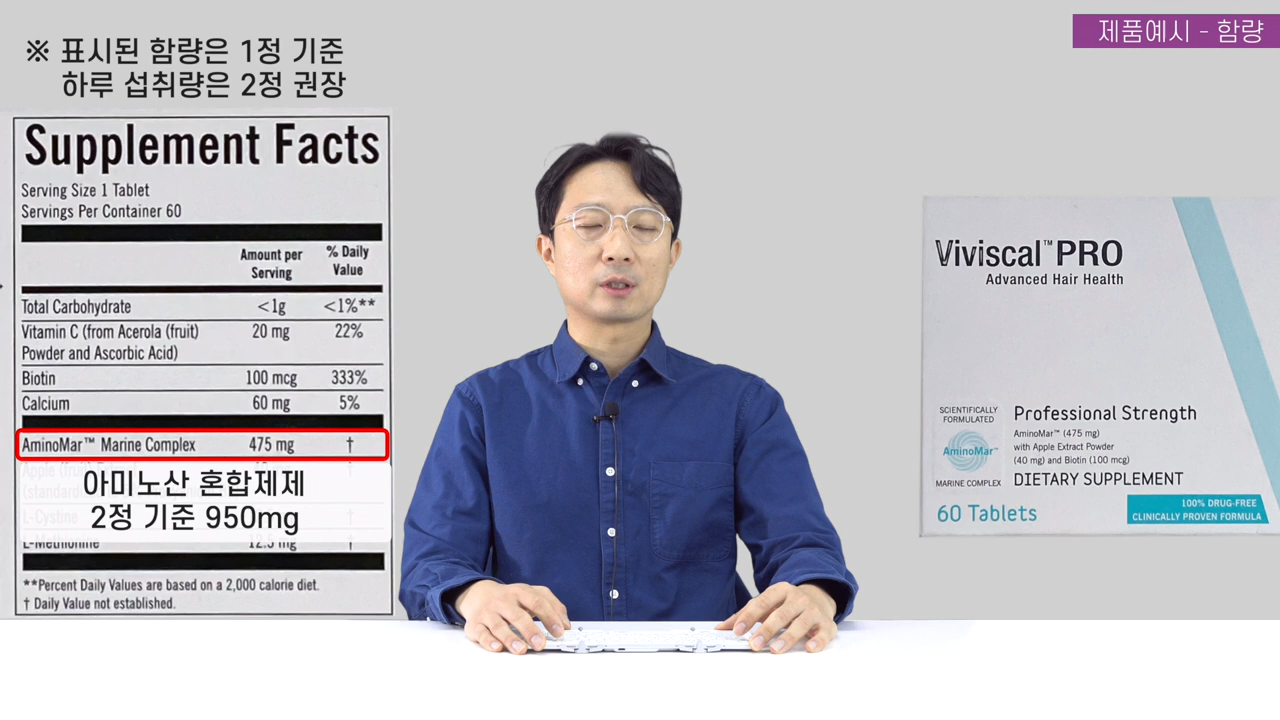 제품예시 - 함량
※ 표시된 함량은 1정 기준
하루 섭취량은 2정 권장
Supplement Facts
Serving Size 1 Tablet
Servings Per Container 60
Amount per Serving
% Daily Value
Total Carbohydrate <1g <1%**
Vitamin C (from Acerola (fruit) 20 mg 22%
Powder and Ascorbic Acid)
Biotin 100 mcg 333%
Calcium 60 mg 5%
AminoMar™ Marine Complex 475 mg †
아미노산 혼합제제
2정 기준 950mg
L-Cystine †
L-Methionine 12.5 mg †
**Percent Daily Values are based on a 2,000 calorie diet.
† Daily Value not established.
Viviscal™ PRO
Advanced Hair Health
SCIENTIFICALLY
FORMULATED
AminoMar™
MARINE COMPLEX
Professional Strength
AminoMar™ (475 mg)
with Apple Extract Powder
(40 mg) and Biotin (100 mcg)
DIETARY SUPPLEMENT
60 Tablets
100% DRUG-FREE
CLINICALLY PROVEN FORMULA